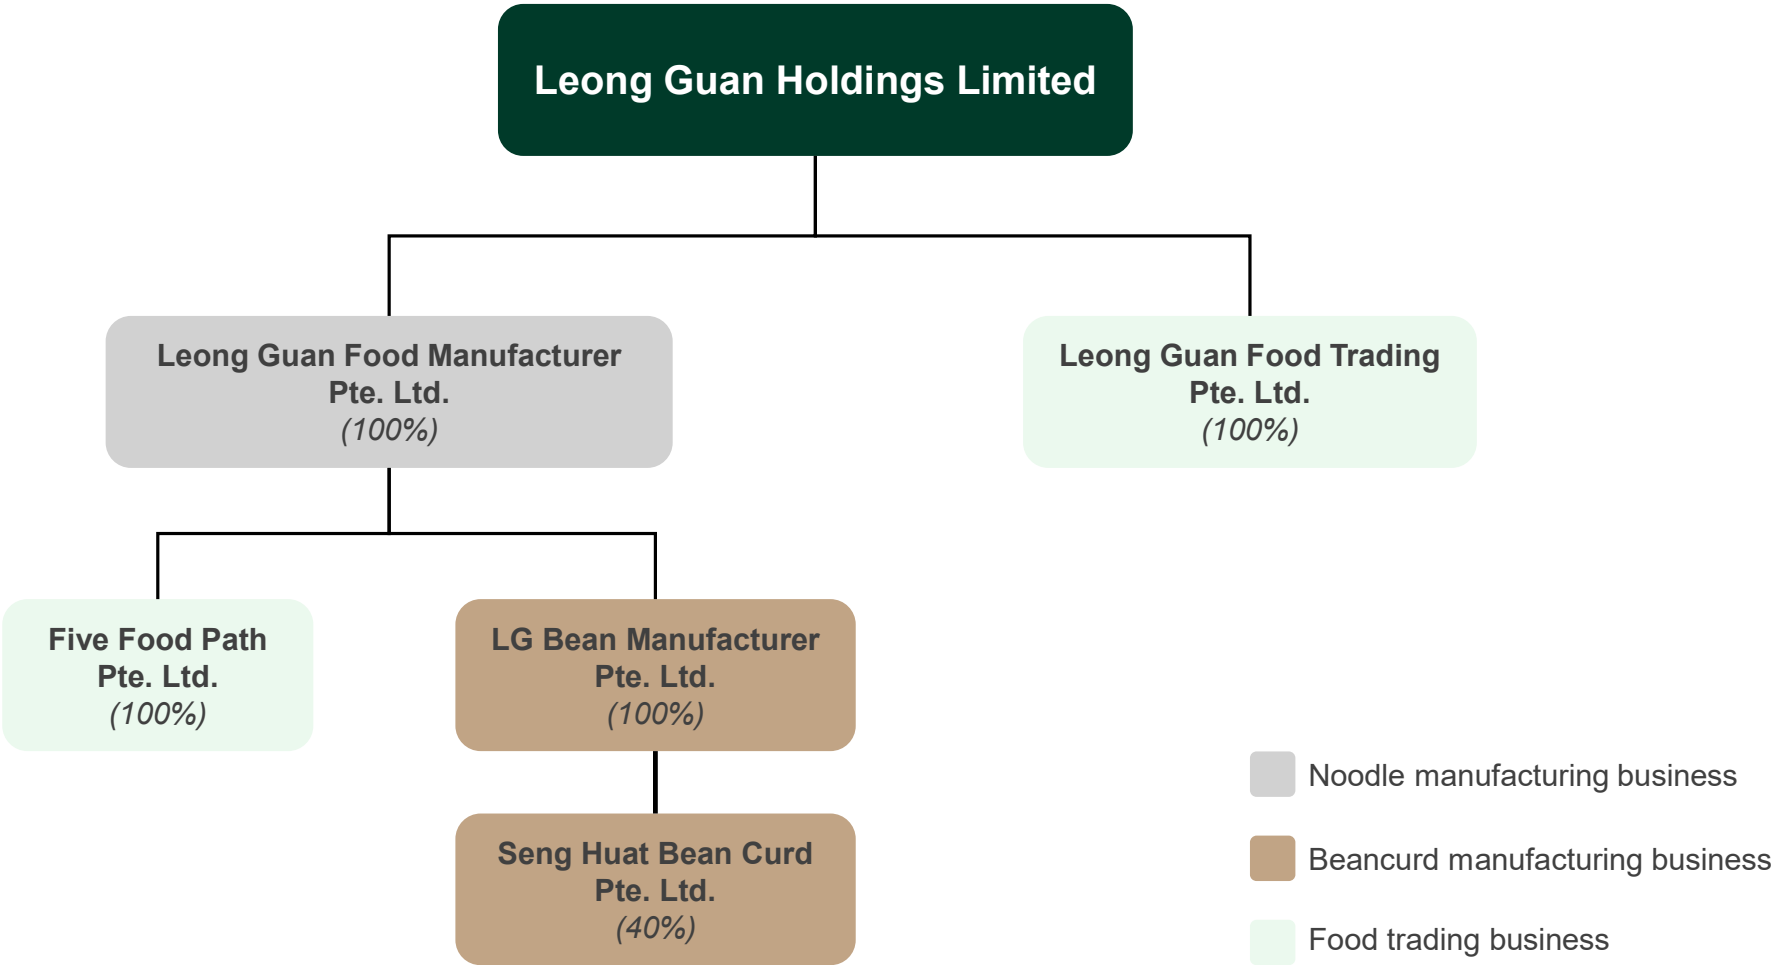 Leong Guan Holdings Limited
Leong Guan Food Manufacturer
Pte. Ltd.
(100%)
Leong Guan Food Trading
Pte. Ltd.
(100%)
Five Food Path
Pte. Ltd.
(100%)
LG Bean Manufacturer
Pte. Ltd.
(100%)
Seng Huat Bean Curd
Pte. Ltd.
(40%)
Noodle manufacturing business
Beancurd manufacturing business
Food trading business